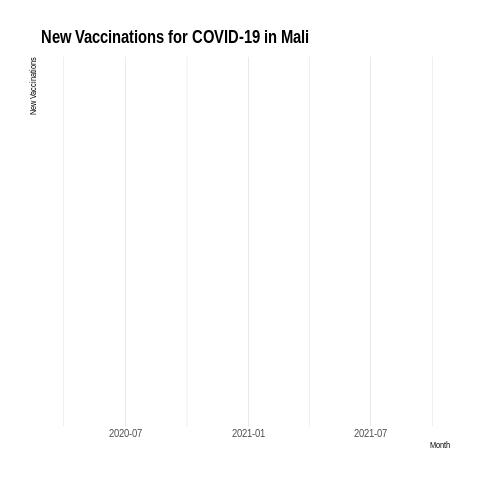 New Vaccinations for COVID-19 in Mali
New Vaccinations
2020-07
2021-01
2021-07
Month